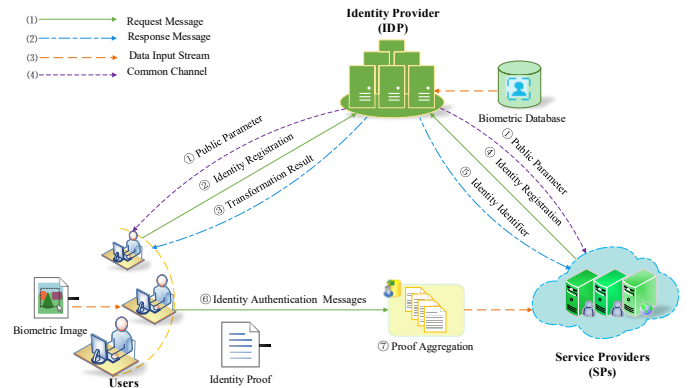 (1) Request Message
(2) Response Message
(3) Data Input Stream
(4) Common Channel
Identity Provider
(IDP)
Biometric Database
① Public Parameter
② Identity Registration
③ Transformation Result
① Public Parameter
④ Identity Registration
⑤ Identity Identifier
Biometric Image
Users
⑥ Identity Authentication Messages
Identity Proof
⑦ Proof Aggregation
Service Providers
(SPs)